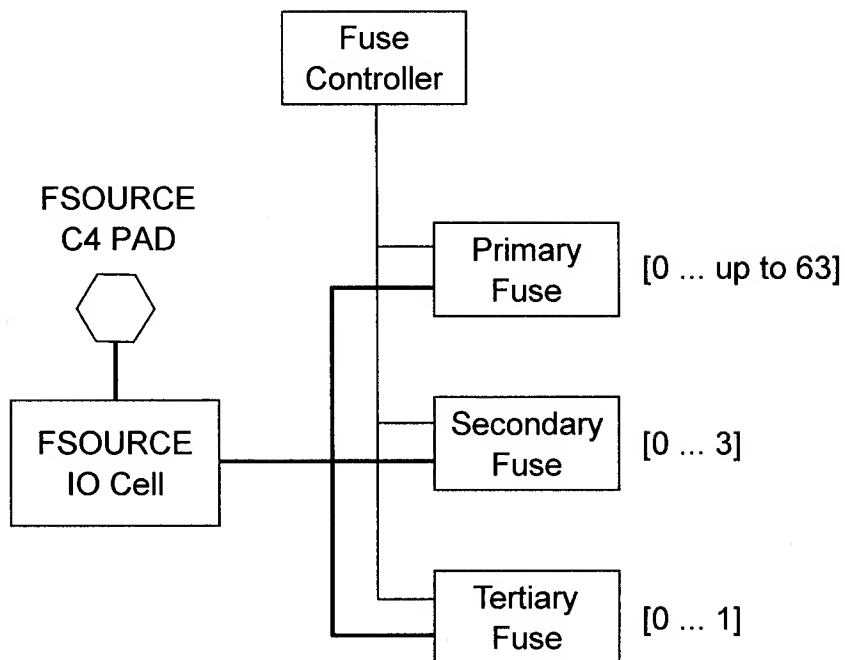 Fuse
Controller
FSOURCE
C4 PAD
Primary
Fuse
[0 ... up to 63]
FSOURCE
IO Cell
Secondary
Fuse
[0 ... 3]
Tertiary
Fuse
[0 ... 1]